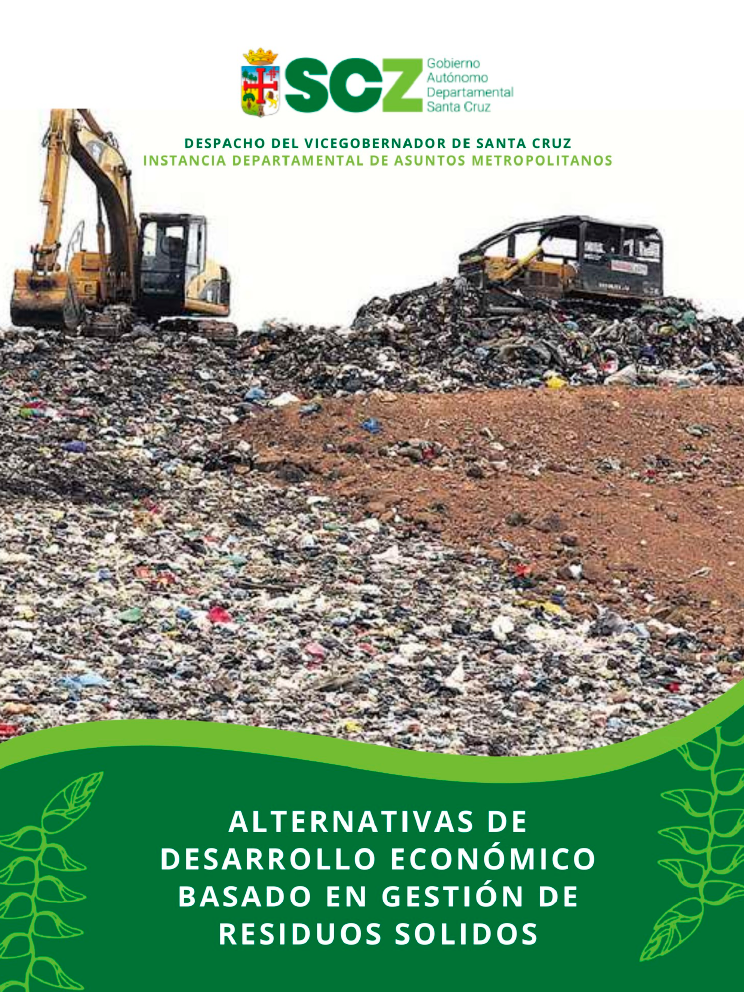 SCZ
Gobierno
Autónomo
Departamental
Santa Cruz
DESPACHO DEL VICEGOBERNADOR DE SANTA CRUZ
INSTANCIA DEPARTAMENTAL DE ASUNTOS METROPOLITANOS
ALTERNATIVAS DE
DESARROLLO ECONÓMICO
BASADO EN GESTIÓN DE
RESIDUOS SOLIDOS